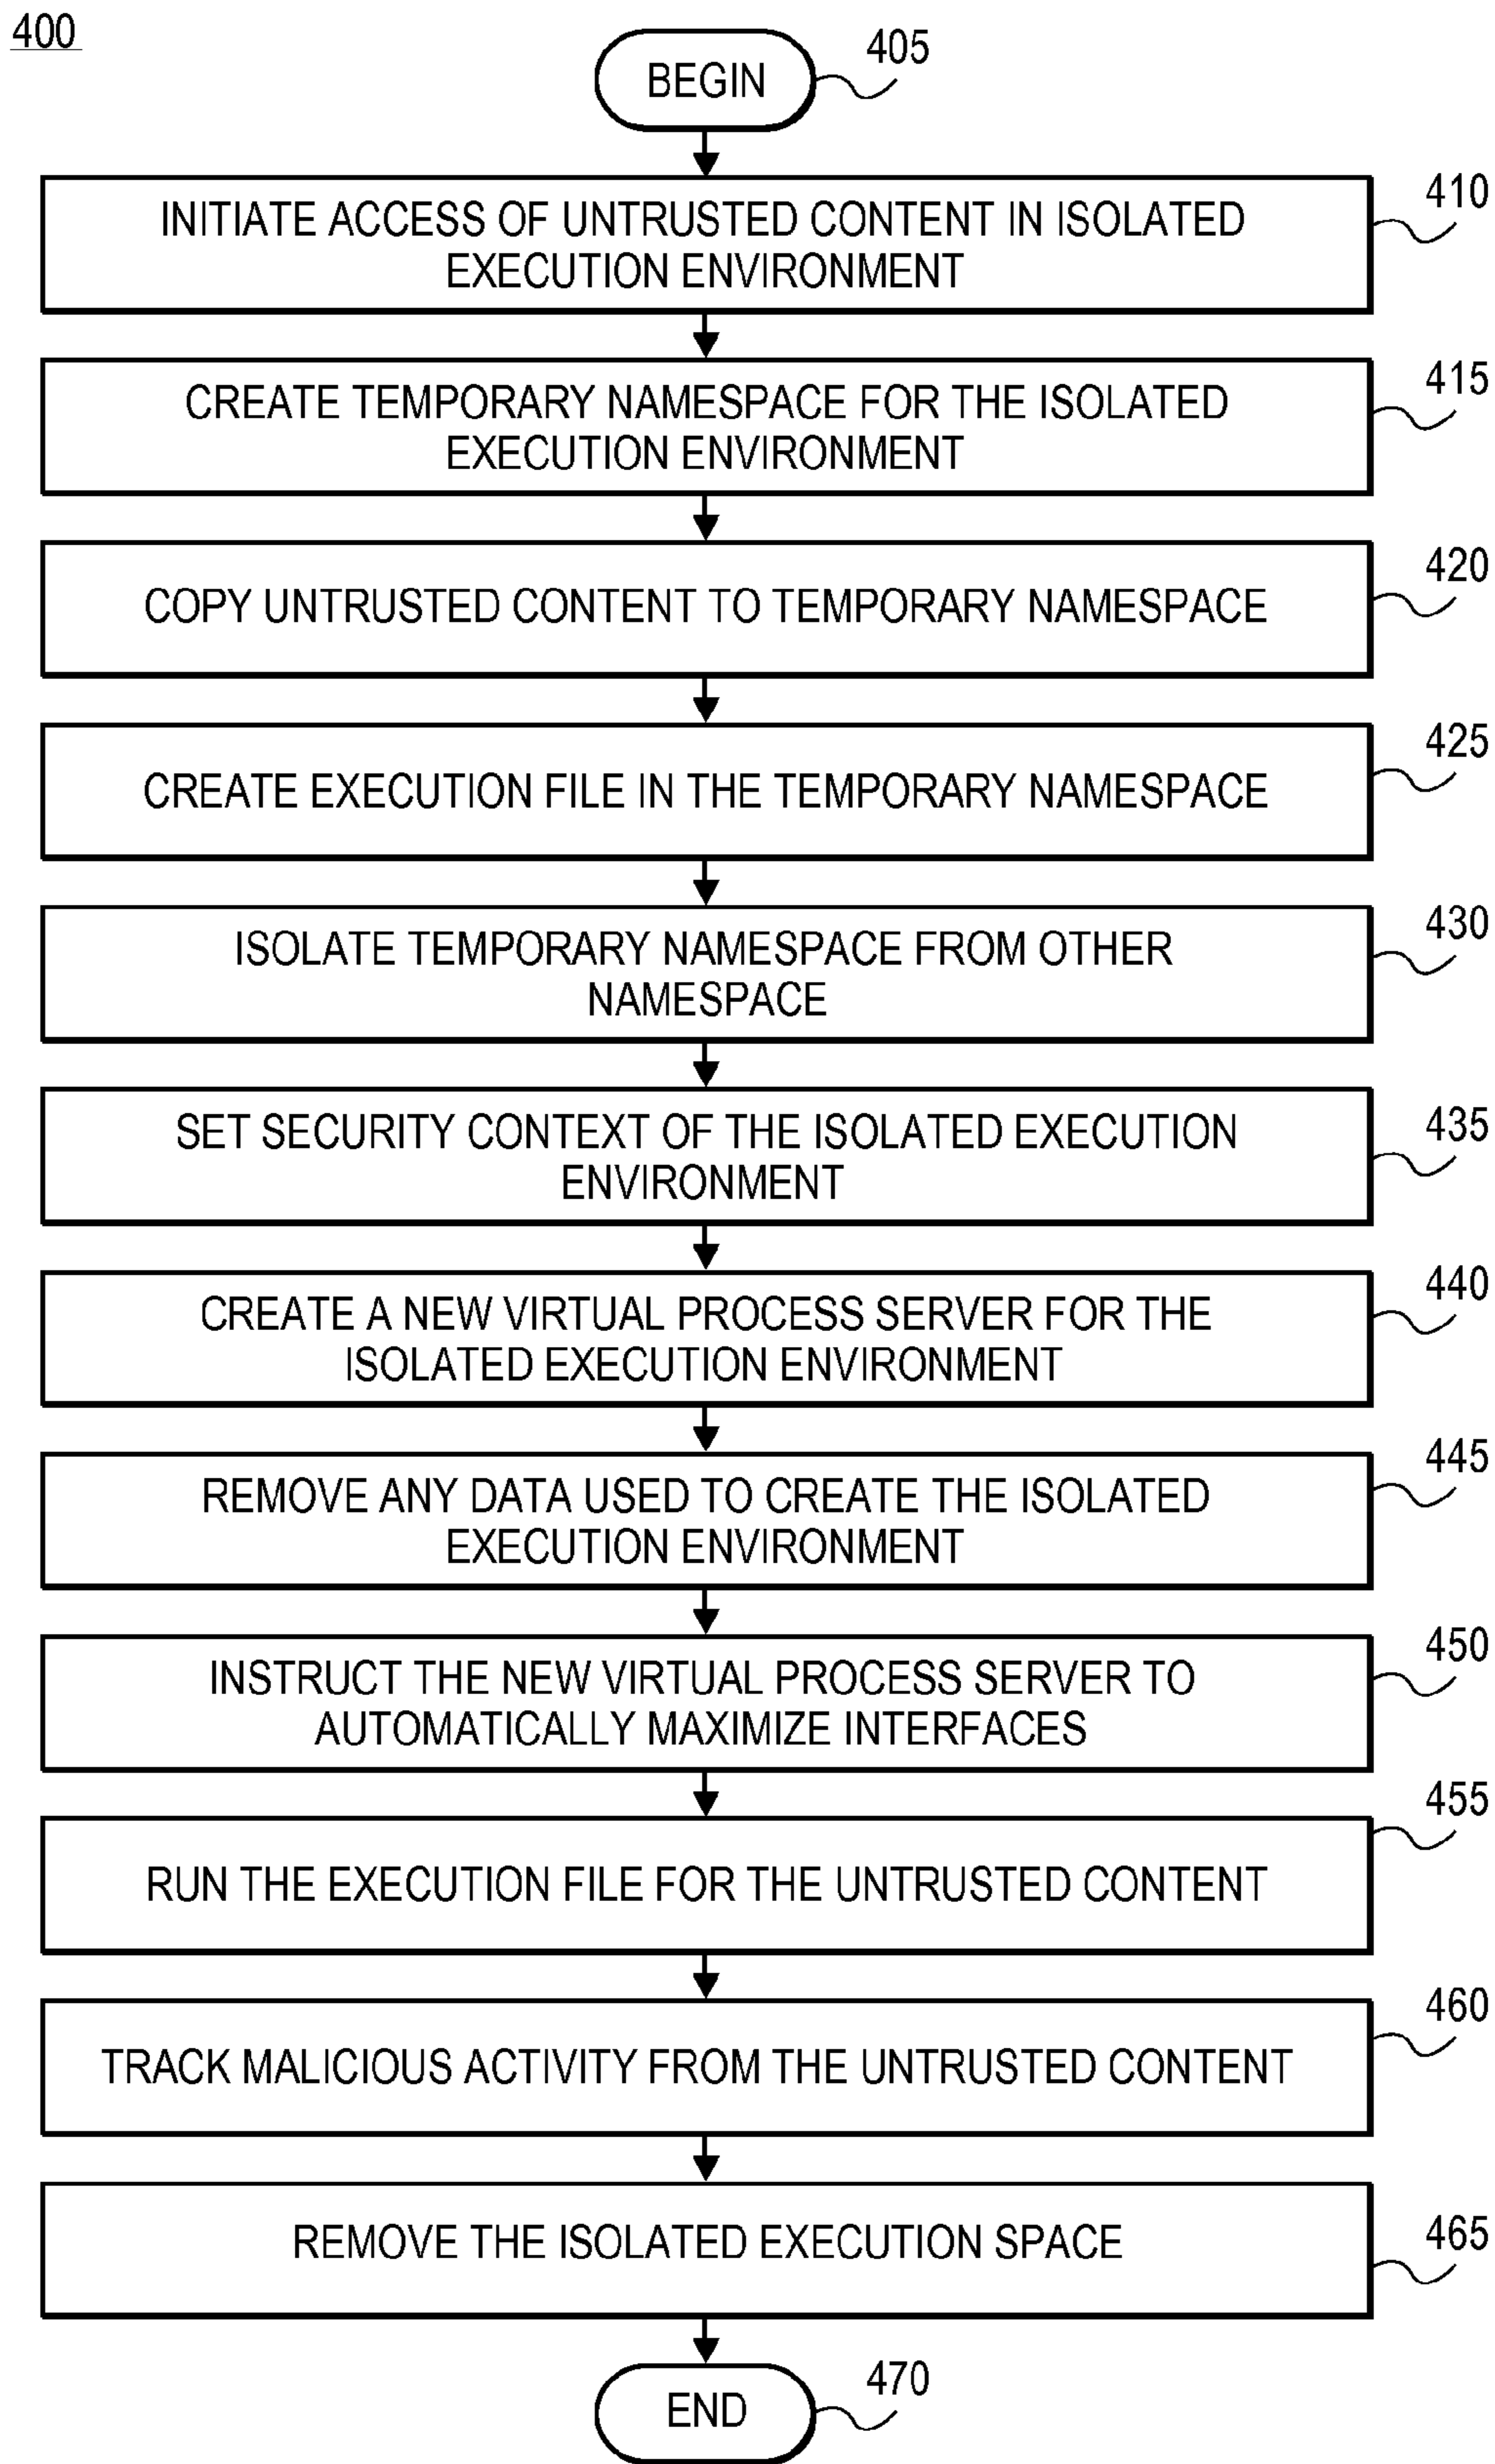 400
BEGIN
405
INITIATE ACCESS OF UNTRUSTED CONTENT IN ISOLATED
EXECUTION ENVIRONMENT
410
CREATE TEMPORARY NAMESPACE FOR THE ISOLATED
EXECUTION ENVIRONMENT
415
COPY UNTRUSTED CONTENT TO TEMPORARY NAMESPACE
420
CREATE EXECUTION FILE IN THE TEMPORARY NAMESPACE
425
ISOLATE TEMPORARY NAMESPACE FROM OTHER
NAMESPACE
430
SET SECURITY CONTEXT OF THE ISOLATED EXECUTION
ENVIRONMENT
435
CREATE A NEW VIRTUAL PROCESS SERVER FOR THE
ISOLATED EXECUTION ENVIRONMENT
440
REMOVE ANY DATA USED TO CREATE THE ISOLATED
EXECUTION ENVIRONMENT
445
INSTRUCT THE NEW VIRTUAL PROCESS SERVER TO
AUTOMATICALLY MAXIMIZE INTERFACES
450
RUN THE EXECUTION FILE FOR THE UNTRUSTED CONTENT
455
TRACK MALICIOUS ACTIVITY FROM THE UNTRUSTED CONTENT
460
REMOVE THE ISOLATED EXECUTION SPACE
465
END
470